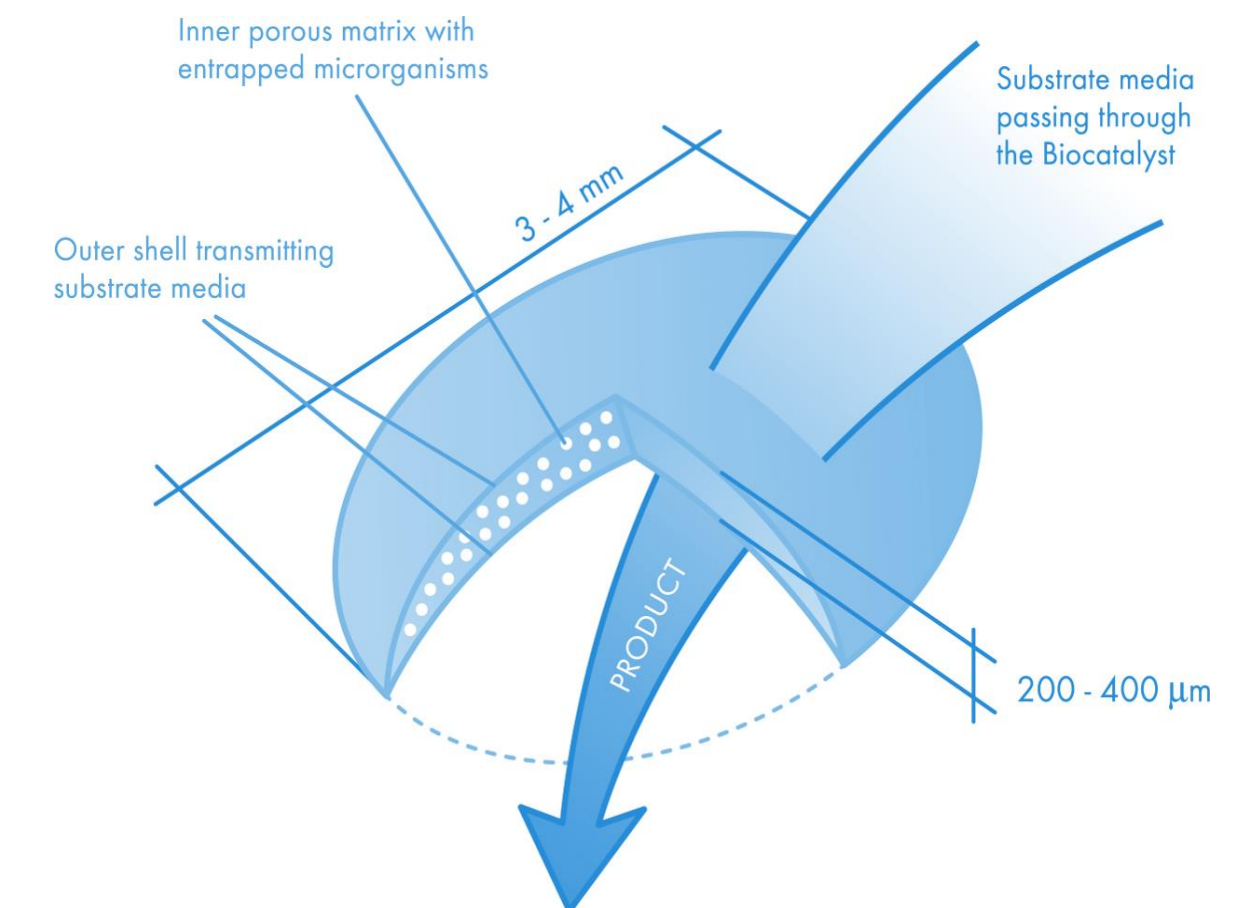 Inner porous matrix with
entrapped microrganisms
Substrate media
passing through
the Biocatalyst
3 - 4 mm
Outer shell transmitting
substrate media
PRODUCT
200 - 400 μm